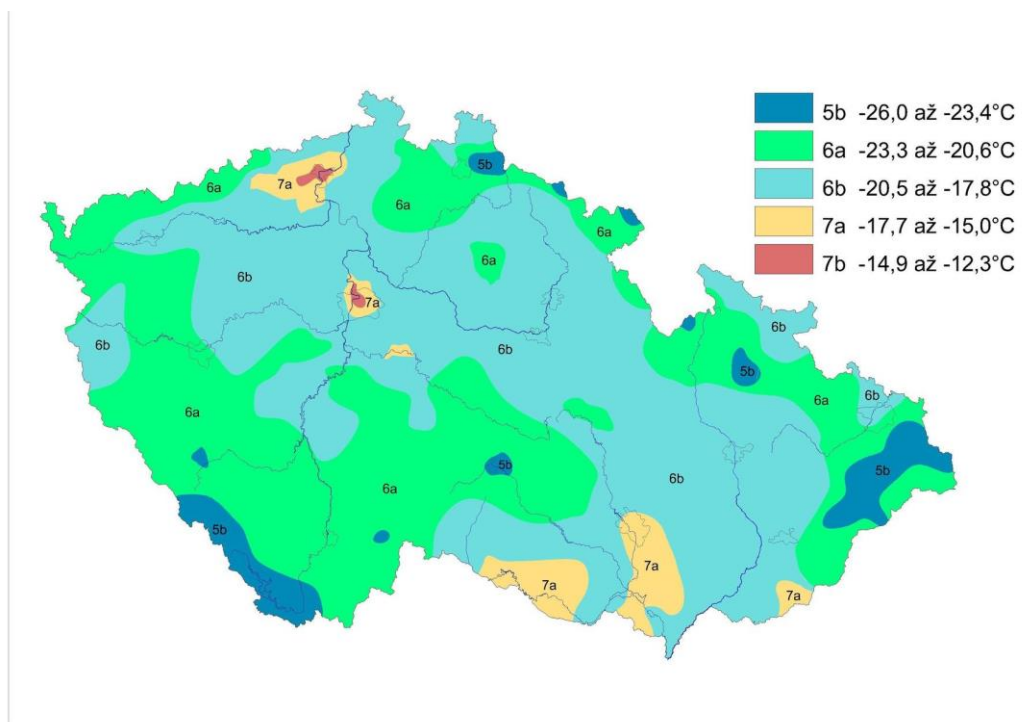 5b -26,0 až -23,4°C
6a -23,3 až -20,6°C
6b -20,5 až -17,8°C
7a -17,7 až -15,0°C
7b -14,9 až -12,3°C
5b
7a
6a
6a
6a
6b
6a
7a
6b
6b
6b
5b
6b
6a
6a
5b
5b
6a
6b
5b
7a
7a
7a